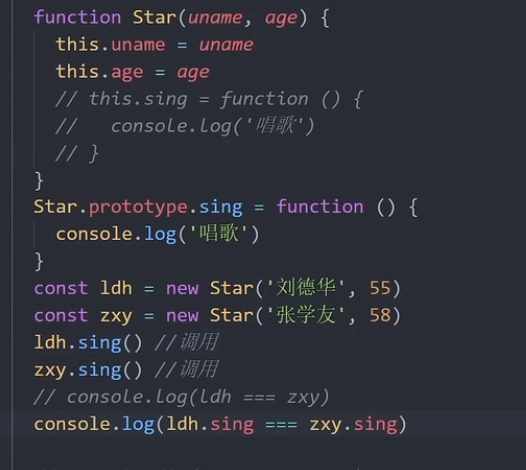 function Star(uname, age) {
this.uname = uname
this.age = age
// this.sing = function () {
//   console.log('唱歌')
// }
}
Star.prototype.sing = function () {
console.log('唱歌')
}
const ldh = new Star('刘德华', 55)
const zxy = new Star('张学友', 58)
ldh.sing() //调用
zxy.sing() //调用
// console.log(ldh === zxy)
console.log(ldh.sing === zxy.sing)